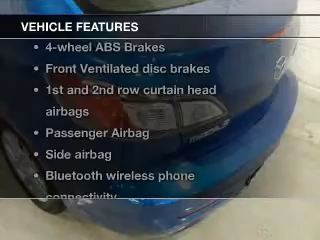 VEHICLE FEATURES
• 4-wheel ABS Brakes
• Front Ventilated disc brakes
• 1st and 2nd row curtain head
airbags
• Passenger Airbag
• Side airbag
• Bluetooth wireless phone
connectivity